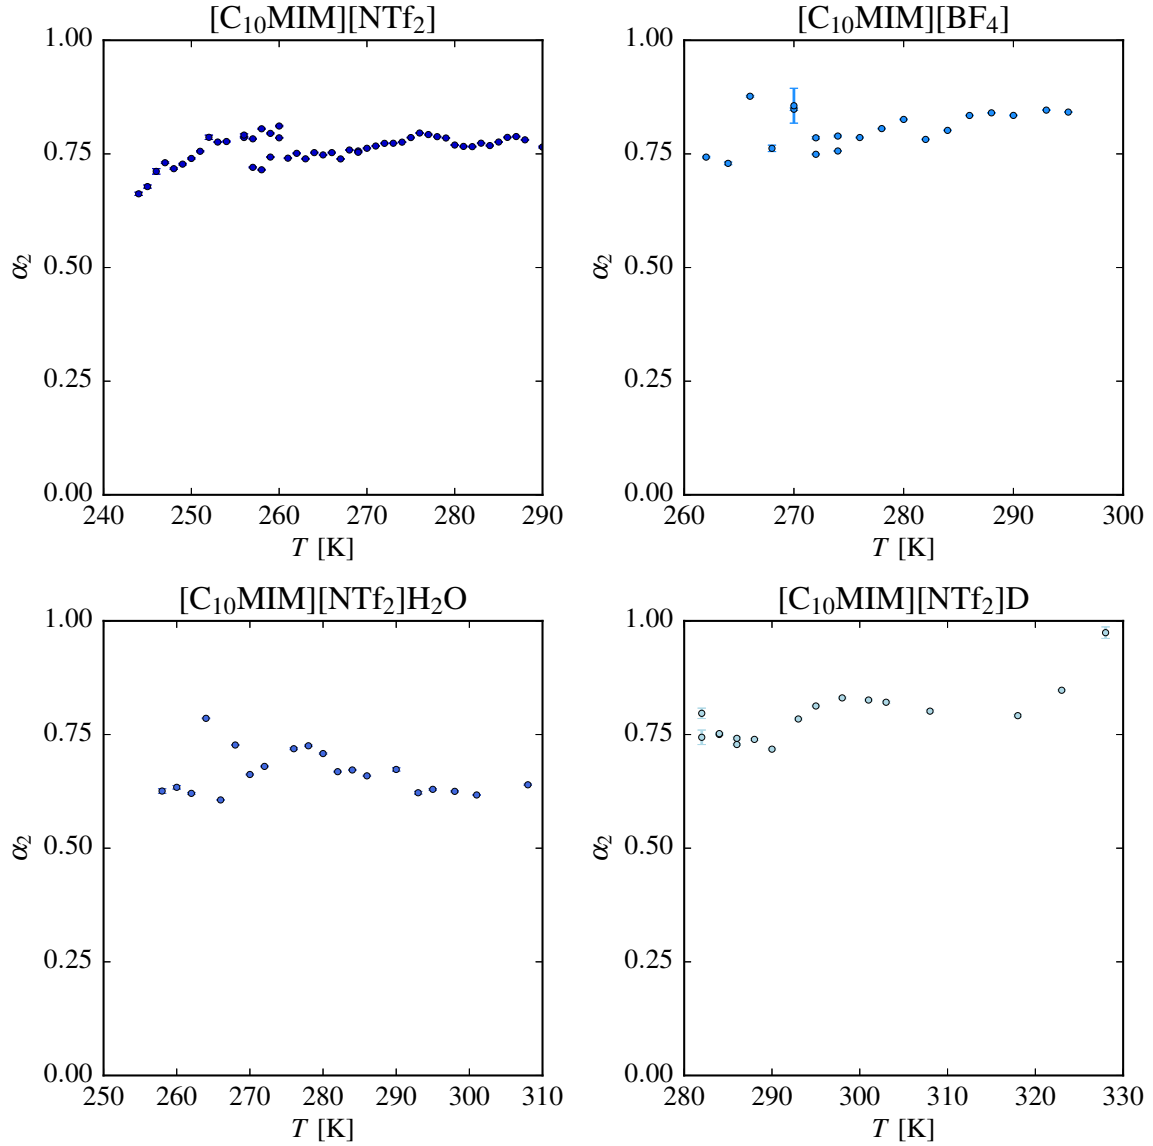 [C₁₀MIM][NTf₂]
1.00
0.75
0.50
0.25
0.00
α₂
240 250 260 270 280 290
T [K]
[C₁₀MIM][BF₄]
1.00
0.75
0.50
0.25
0.00
α₂
260 270 280 290 300
T [K]
[C₁₀MIM][NTf₂]H₂O
1.00
0.75
0.50
0.25
0.00
α₂
250 260 270 280 290 300 310
T [K]
[C₁₀MIM][NTf₂]D
1.00
0.75
0.50
0.25
0.00
α₂
280 290 300 310 320 330
T [K]